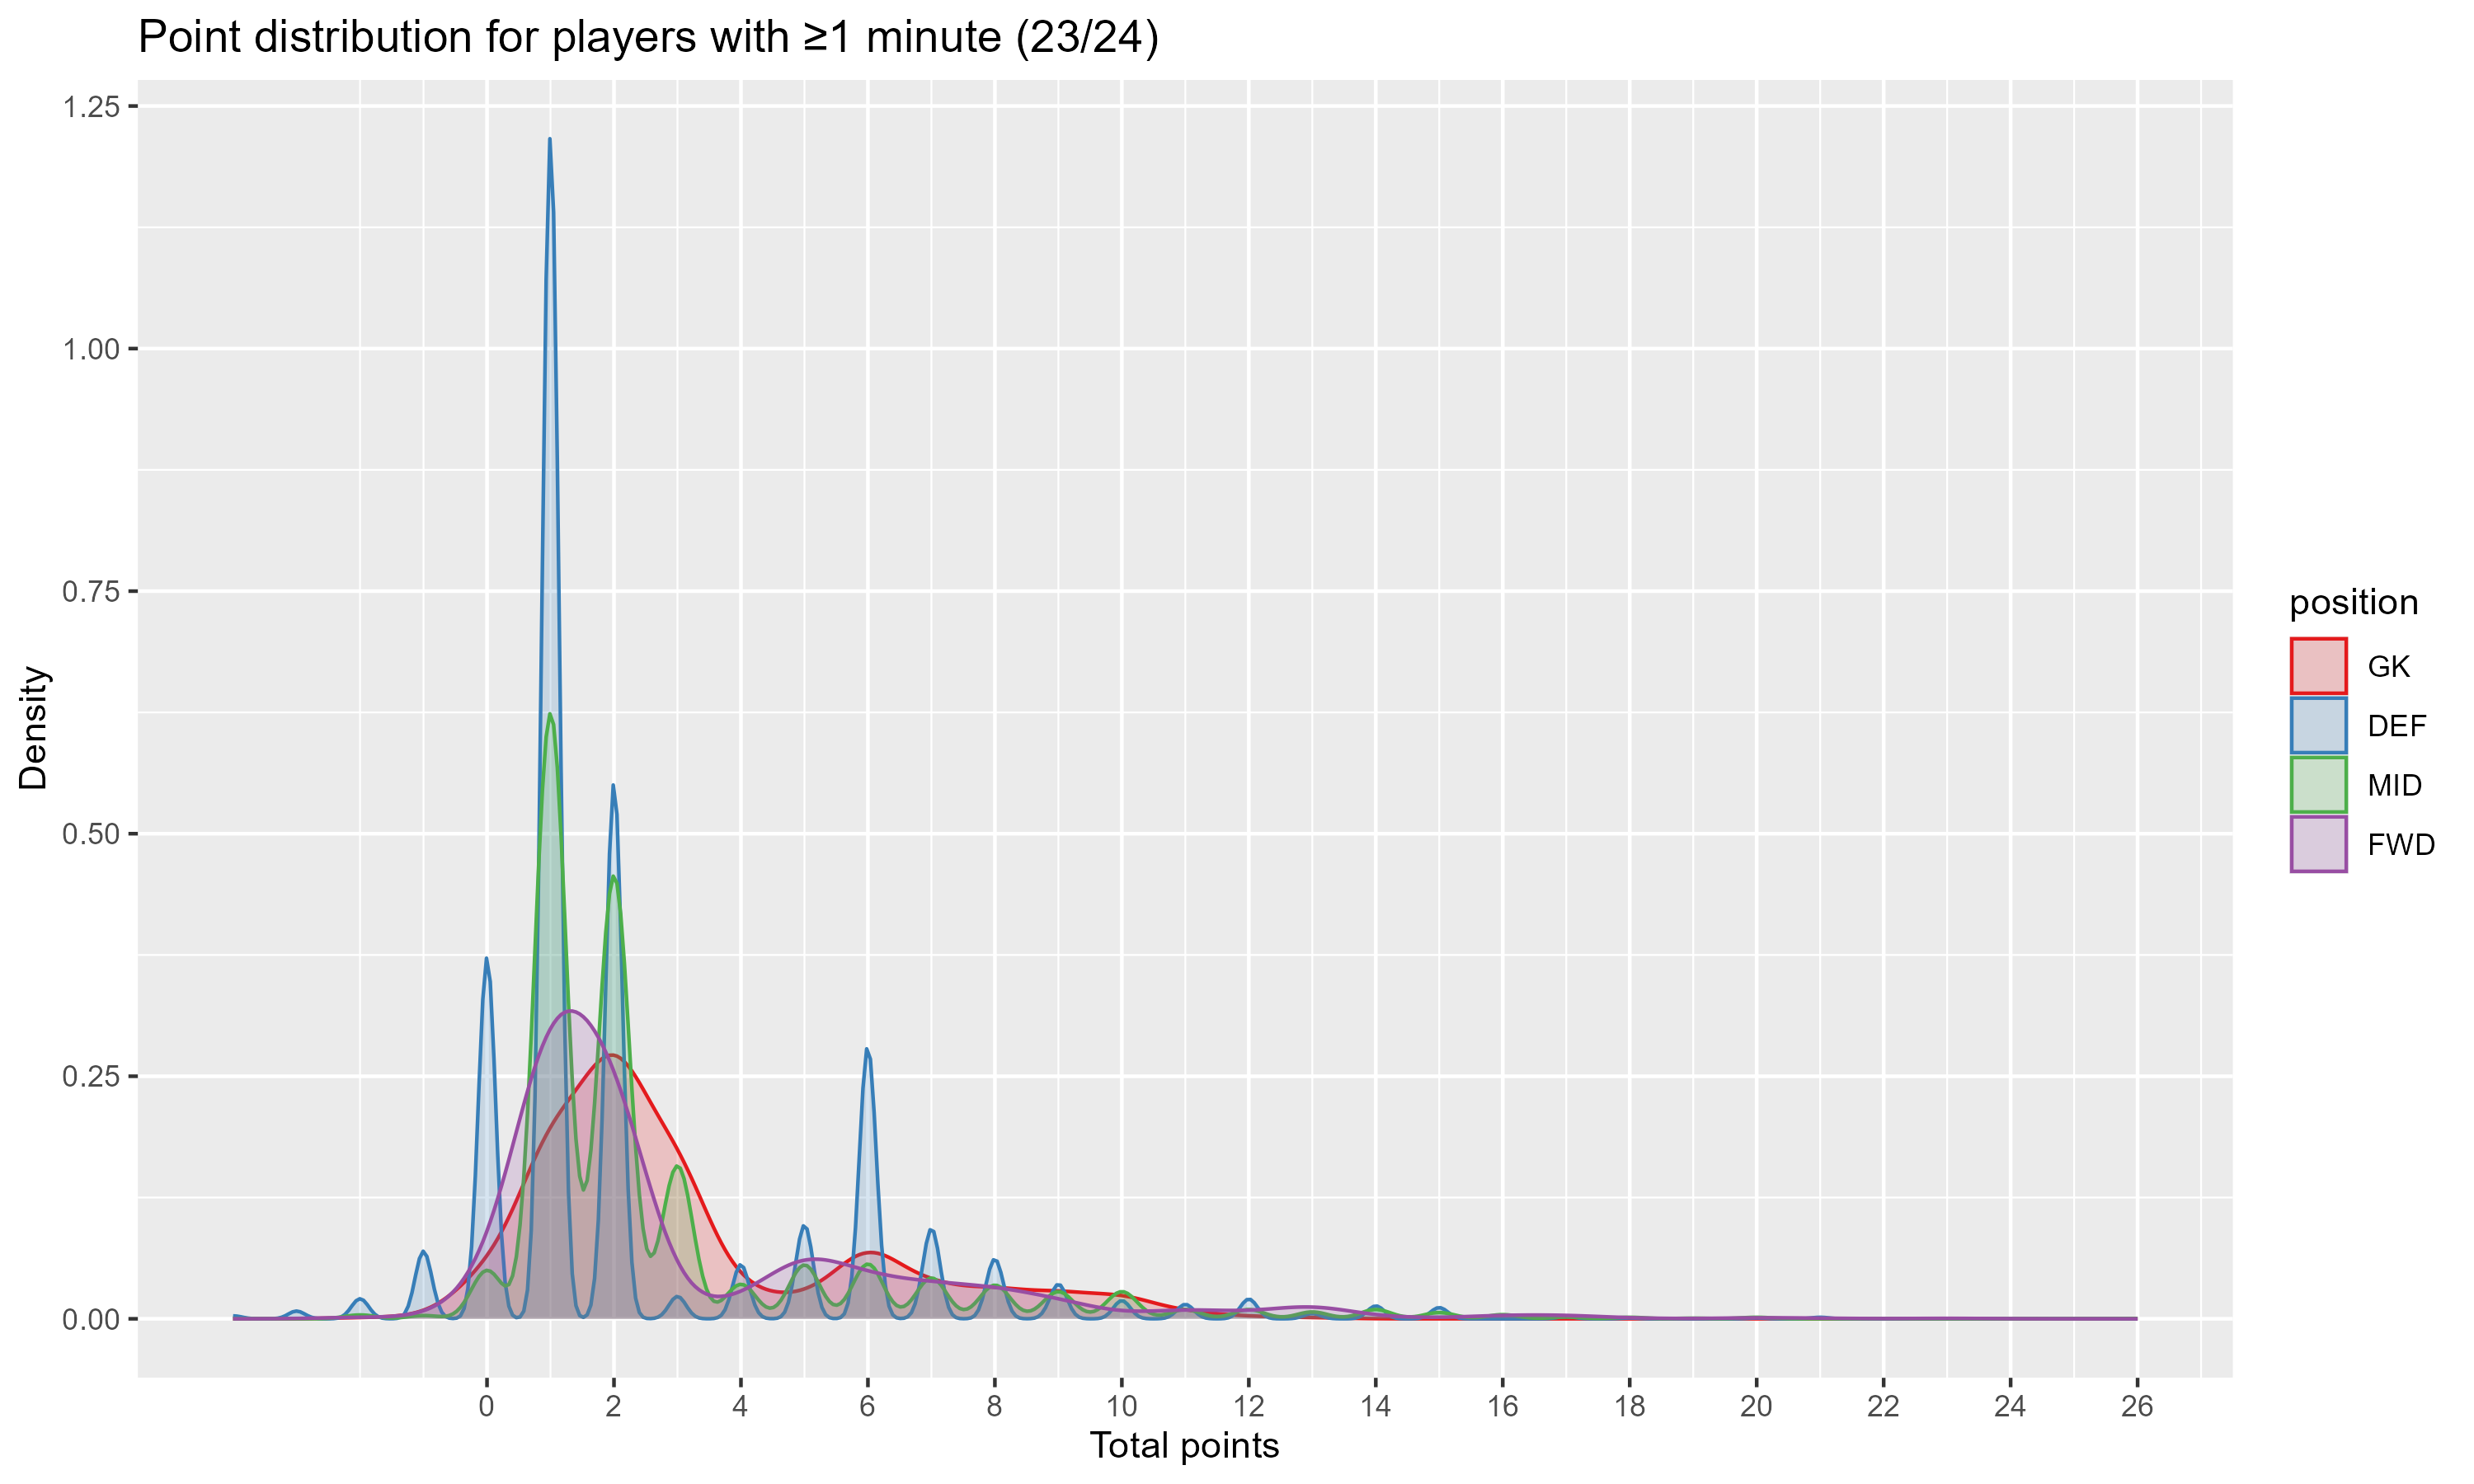 Point distribution for players with ≥1 minute (23/24)
1.25
1.00
0.75
0.50
0.25
0.00
Density
0 2 4 6 8 10 12 14 16 18 20 22 24 26
Total points
position
GK
DEF
MID
FWD